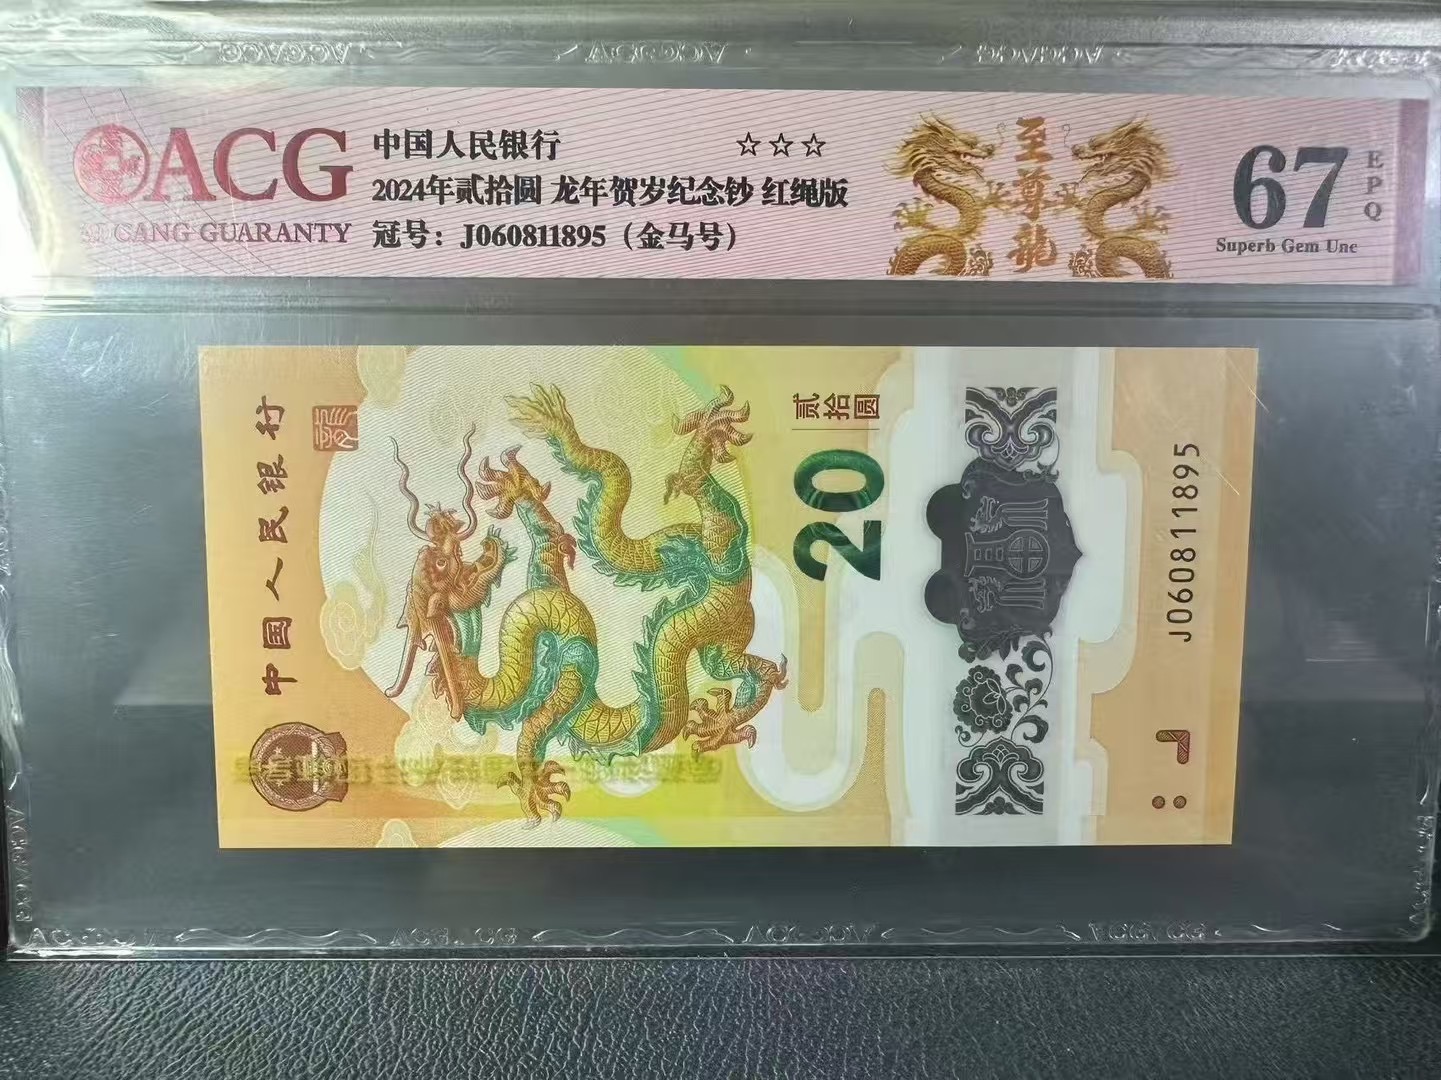 ACG
CANG GUARANTY
中国人民银行
☆☆☆
2024年贰拾圆 龙年贺岁纪念钞 红绳版
冠号：J060811895（金马号）
至尊龍
67
EPQ
Superb Gem Unc
中国人民银行
贰拾圆
20
J060811895